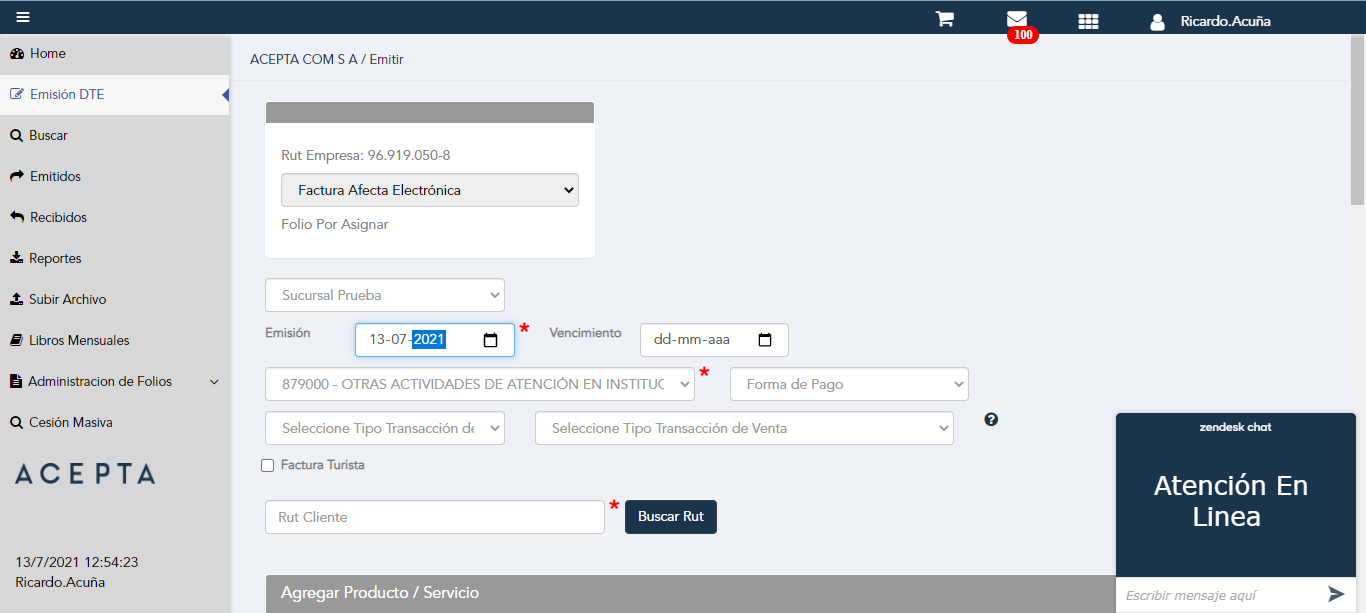 Ricardo.Acuña
100
Home
Emisión DTE
Buscar
Emitidos
Recibidos
Reportes
Subir Archivo
Libros Mensuales
Administracion de Folios
Cesión Masiva
ACEPTA
13/7/2021 12:54:23
Ricardo.Acuña
ACEPTA COM S A / Emitir
Rut Empresa: 96.919.050-8
Factura Afecta Electrónica
Folio Por Asignar
Sucursal Prueba
Emisión 13-07-2021 * Vencimiento dd-mm-aaa
879000 - OTRAS ACTIVIDADES DE ATENCIÓN EN INSTITUC * Forma de Pago
Seleccione Tipo Transacción de Seleccione Tipo Transacción de Venta ?
Factura Turista
Rut Cliente * Buscar Rut
Agregar Producto / Servicio
zendesk chat
Atención En
Linea
Escribir mensaje aquí